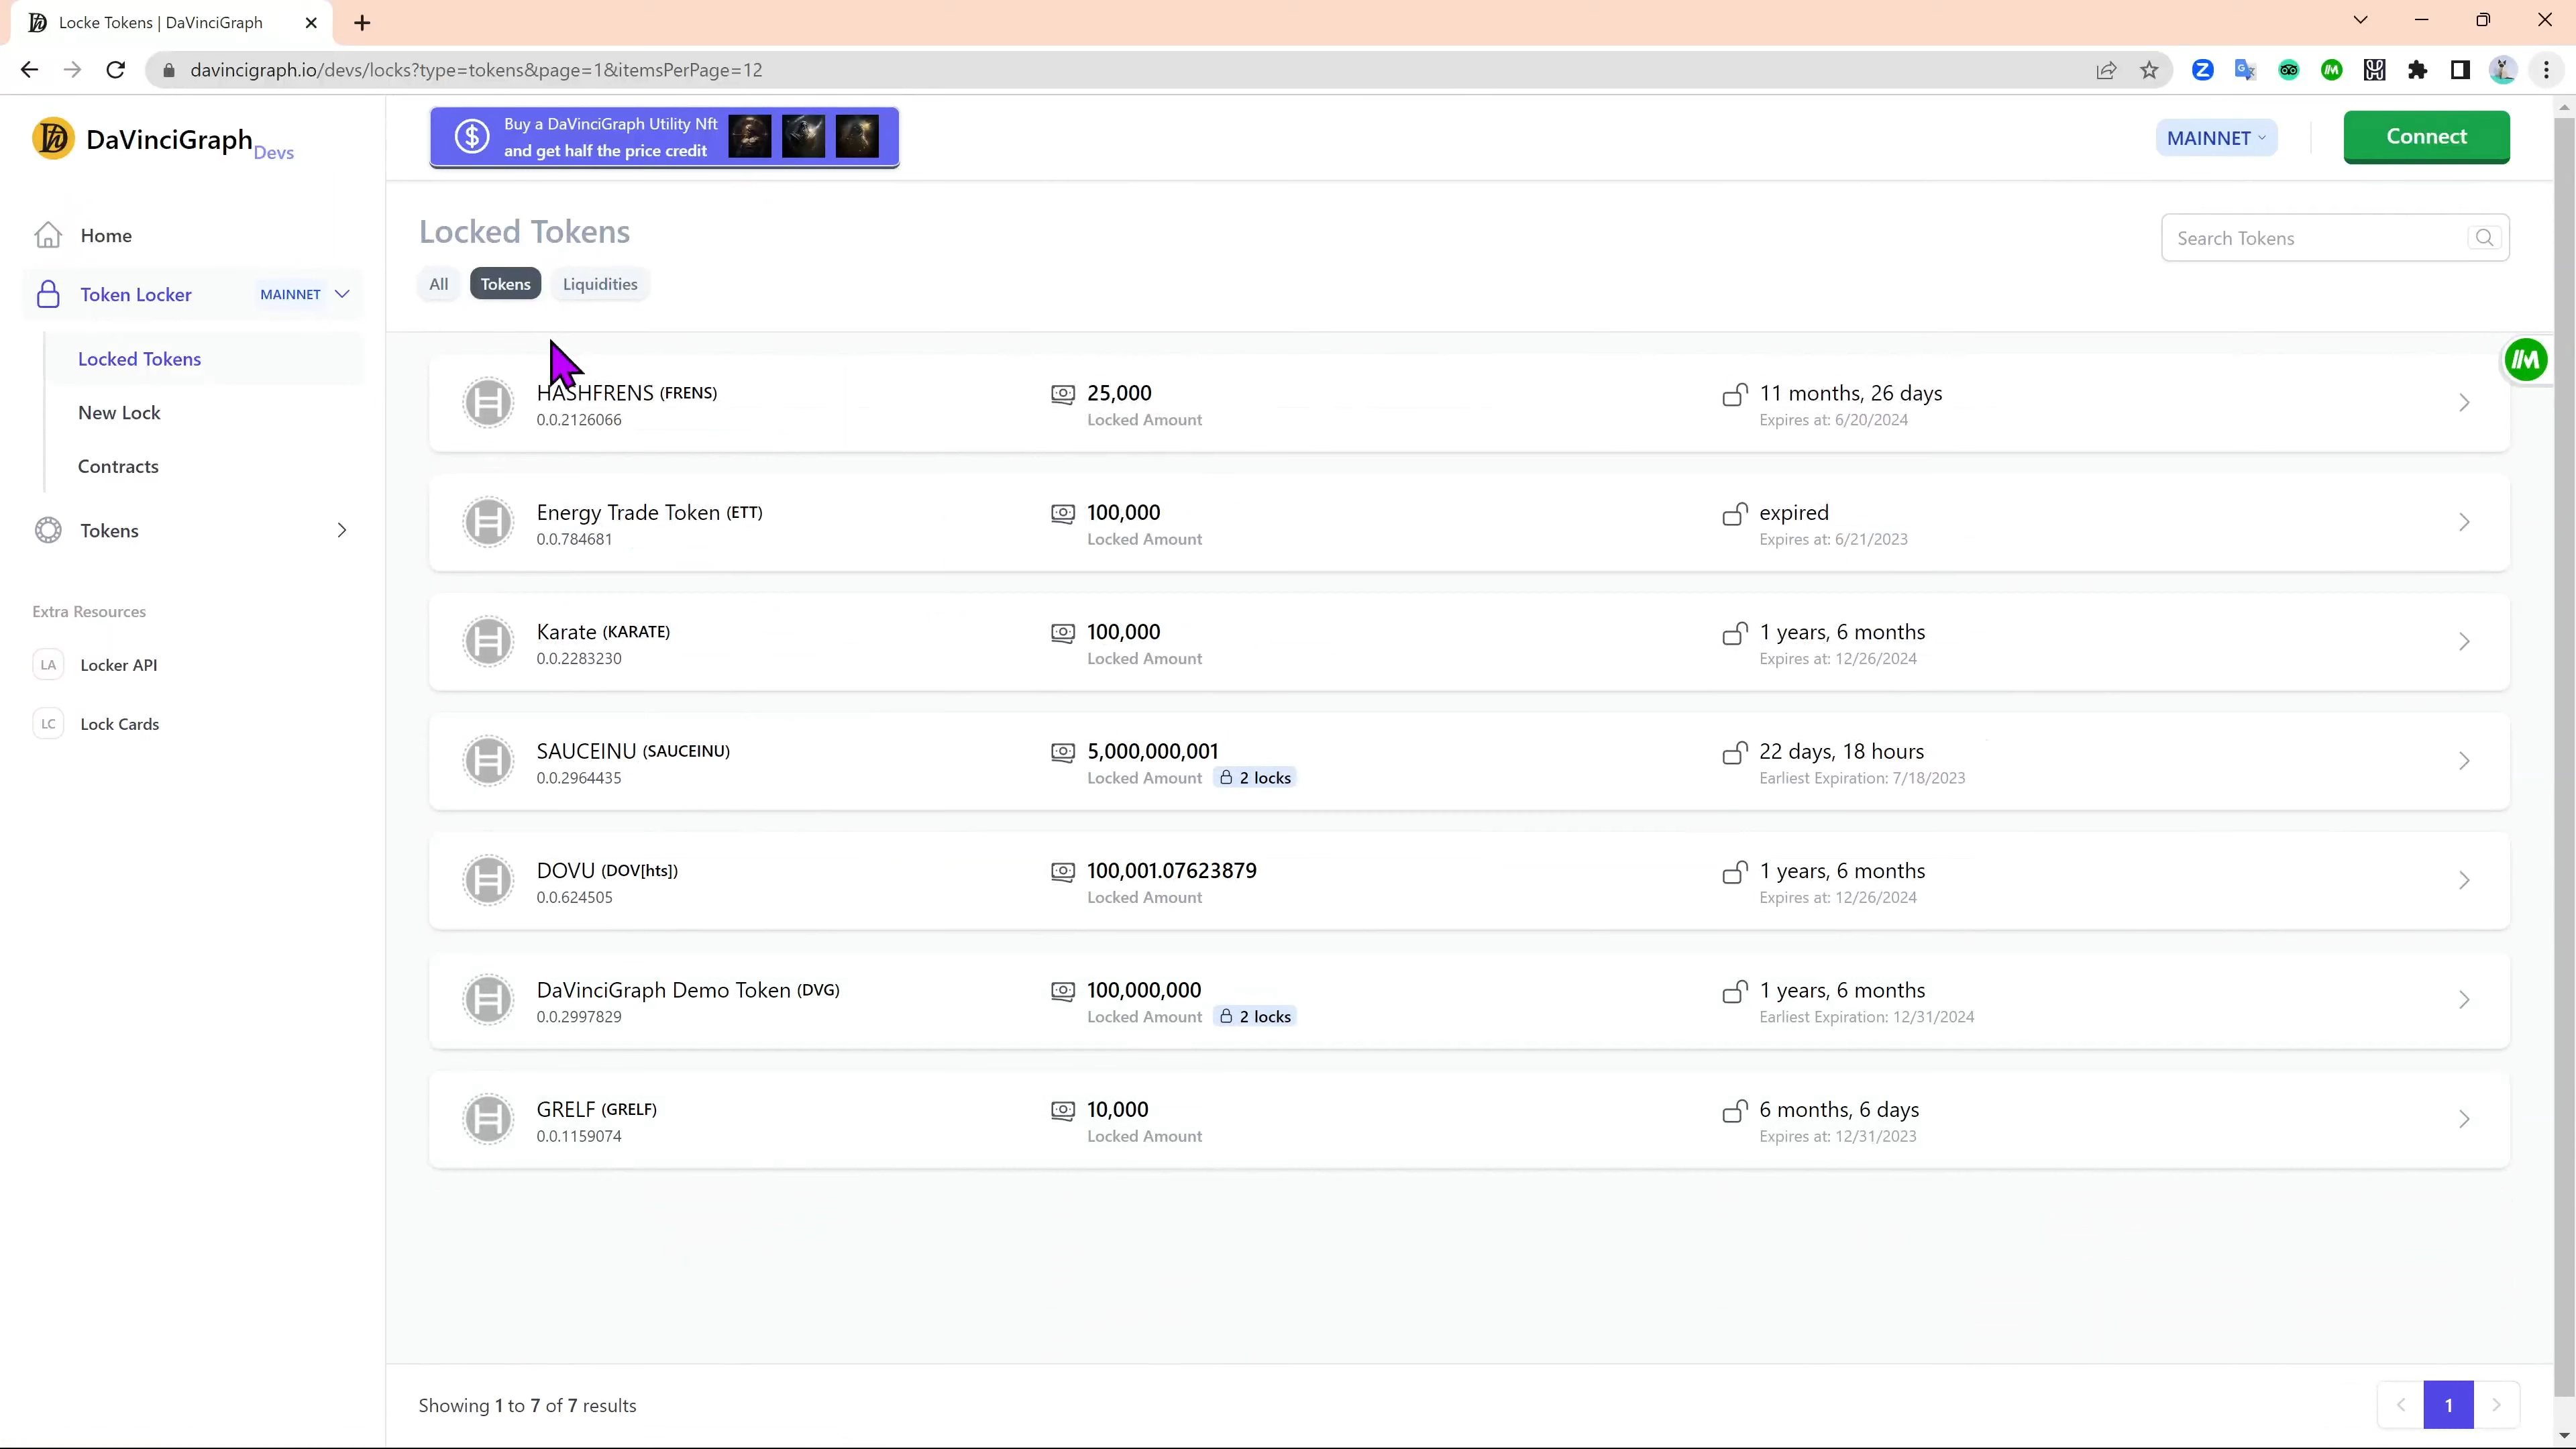 Locke Tokens | DaVinciGraph
davincigraph.io/devs/locks?type=tokens&page=1&itemsPerPage=12
DaVinciGraph Devs
Buy a DaVinciGraph Utility Nft
and get half the price credit
MAINNET
Connect
Home
Token Locker MAINNET
Locked Tokens
New Lock
Contracts
Tokens
Extra Resources
LA Locker API
LC Lock Cards
Locked Tokens
Search Tokens
All Tokens Liquidities
HASHFRENS (FRENS) 25,000 11 months, 26 days
0.0.2126066 Locked Amount Expires at: 6/20/2024
Energy Trade Token (ETT) 100,000 expired
0.0.784681 Locked Amount Expires at: 6/21/2023
Karate (KARATE) 100,000 1 years, 6 months
0.0.2283230 Locked Amount Expires at: 12/26/2024
SAUCEINU (SAUCEINU) 5,000,000,001 22 days, 18 hours
0.0.2964435 Locked Amount 2 locks Earliest Expiration: 7/18/2023
DOVU (DOV[hts]) 100,001.07623879 1 years, 6 months
0.0.624505 Locked Amount Expires at: 12/26/2024
DaVinciGraph Demo Token (DVG) 100,000,000 1 years, 6 months
0.0.2997829 Locked Amount 2 locks Earliest Expiration: 12/31/2024
GRELF (GRELF) 10,000 6 months, 6 days
0.0.1159074 Locked Amount Expires at: 12/31/2023
Showing 1 to 7 of 7 results
1